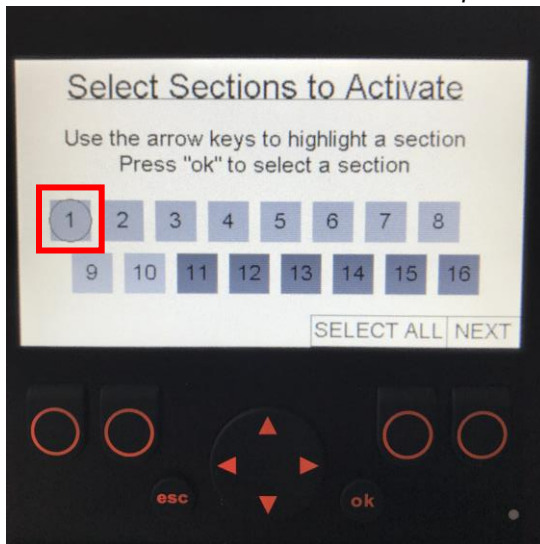 Select Sections to Activate
Use the arrow keys to highlight a section
Press "ok" to select a section
1 2 3 4 5 6 7 8
9 10 11 12 13 14 15 16
SELECT ALL NEXT
esc ok